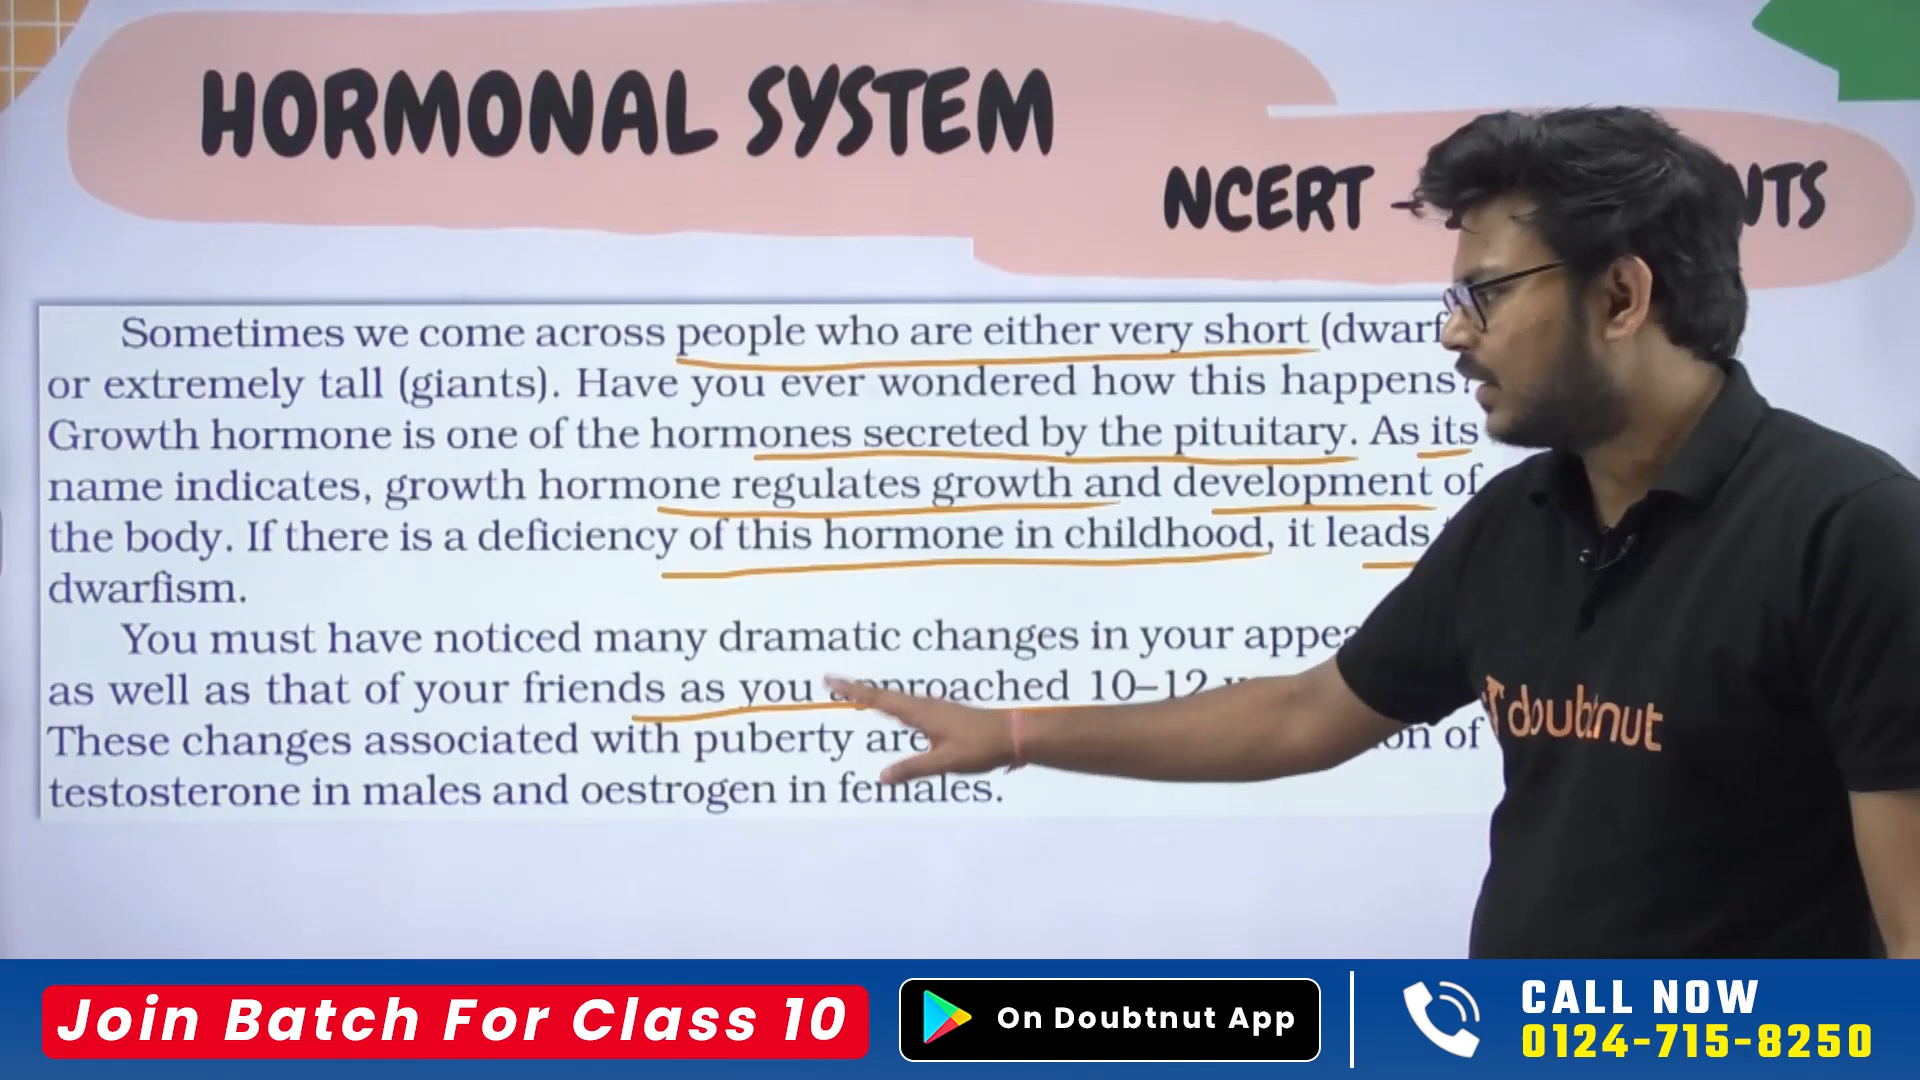 HORMONAL SYSTEM
NCERT - NTS
Sometimes we come across people who are either very short (dwarf
or extremely tall (giants). Have you ever wondered how this happens?
Growth hormone is one of the hormones secreted by the pituitary. As its
name indicates, growth hormone regulates growth and development of
the body. If there is a deficiency of this hormone in childhood, it leads
dwarfism.
You must have noticed many dramatic changes in your appea
as well as that of your friends as you approached 10–12
These changes associated with puberty are on of
testosterone in males and oestrogen in females.
doubtnut
Join Batch For Class 10
On Doubtnut App
CALL NOW
0124-715-8250